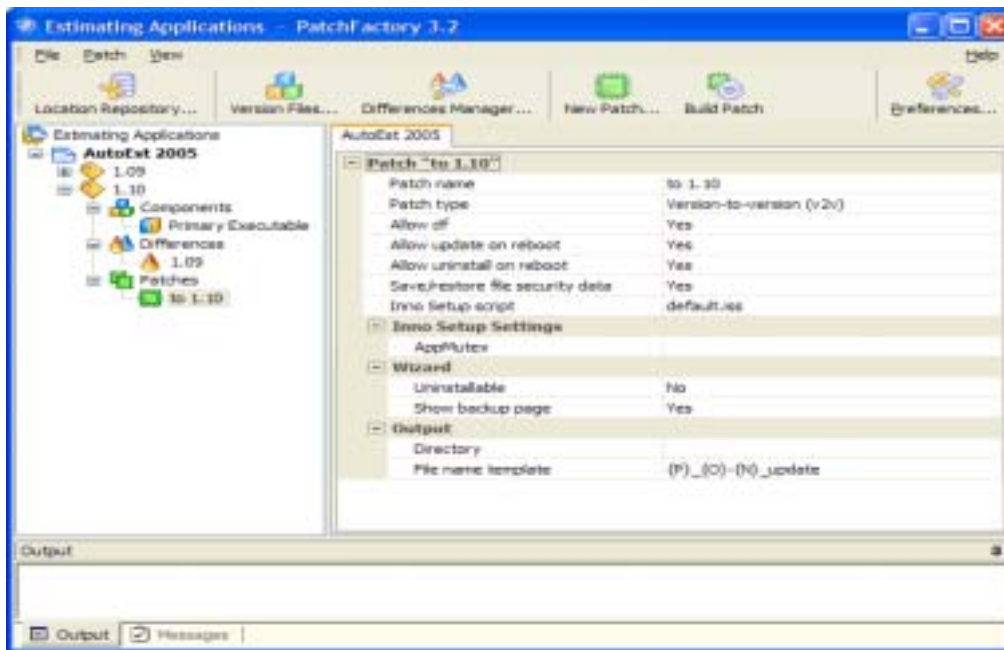 Estimating Applications - PatchFactory 3.2
File Patch View Help
Location Repository... Version Files... Differences Manager... New Patch... Build Patch Preferences...
Estimating Applications
AutoEst 2005
1.09
1.10
Components
Primary Executable
Differences
1.09
Patches
to 1.10
AutoEst 2005
Patch "to 1.10"
Patch name to 1.10
Patch type Version-to-version (v2v)
Allow off Yes
Allow update on reboot Yes
Allow uninstall on reboot Yes
Save/restore file security data Yes
Inno Setup script default.iss
Inno Setup Settings
AppMutex
Wizard
Uninstallable No
Show backup page Yes
Output
Directory
File name template {P}_{O}-{N}_update
Output
Output Messages